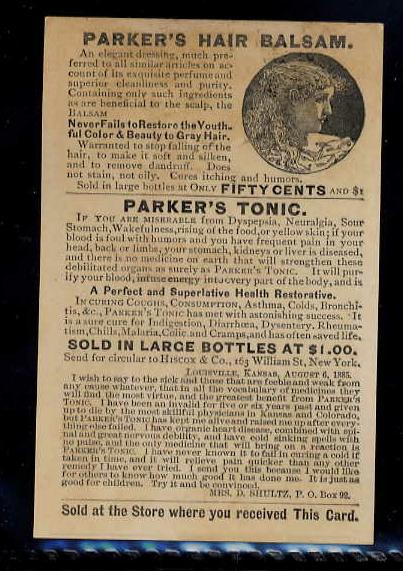 PARKER'S HAIR BALSAM.
An elegant dressing, much pre-
ferred to all similar articles on ac-
count of its exquisite perfume and
superior cleanliness and purity.
Containing only such ingredients
as are beneficial to the scalp, the
BALSAM
Never Fails to Restore the Youth-
ful Color & Beauty to Gray Hair.
Warranted to stop falling of the
hair, to make it soft and silken,
and to remove dandruff. Does
not stain, not oily. Cures itching and humors.
Sold in large bottles at ONLY FIFTY CENTS AND $1
PARKER'S TONIC.
IF YOU ARE MISERABLE from Dyspepsia, Neuralgia, Sour
Stomach, Wakefulness, rising of the food, or yellow skin; if your
blood is foul with humors and you have frequent pain in your
head, back or limbs, your stomach, kidneys or liver is diseased,
and there is no medicine on earth that will strengthen these
debilitated organs as surely as PARKER'S TONIC. It will pur-
ify your blood, infuse energy into every part of the body, and is
A Perfect and Superlative Health Restorative.
IN CURING COUGHS, CONSUMPTION, Asthma, Colds, Bronchi-
tis, &c., PARKER'S TONIC has met with astonishing success. It
is a sure cure for Indigestion, Diarrhœa, Dysentery, Rheuma-
tism, Chills, Malaria, Colic and Cramps, and has often saved life.
SOLD IN LARGE BOTTLES AT $1.00.
Send for circular to HISCOX & CO., 163 William St, New York.
LOUISVILLE, KANSAS, AUGUST 6, 1885.
I wish to say to the sick and those that are feeble and weak from
any cause whatever, that in all the vocabulary of medicine they
will find the most virtue, and the greatest benefit from PARKER'S
TONIC. I have been an invalid for five or six years past and given
up to die by the most skillful physicians in Kansas and Colorado,
but PARKER'S TONIC has kept me alive and raised me up after every-
thing else failed. I have organic heart disease, combined with spi-
nal and great nervous debility, and have cold sinking spells with
no pulse, and the only medicine that will bring on a reaction is
PARKER'S TONIC. I have never known it to fail in curing a cold if
taken in time, and it will relieve pain quicker than any other
remedy I have ever tried. I send you this because I would like
for others to know how much good it has done me. It is just as
good for children. Try it and be convinced.
MRS. D. SHULTZ, P. O. Box 92.
Sold at the Store where you received This Card.